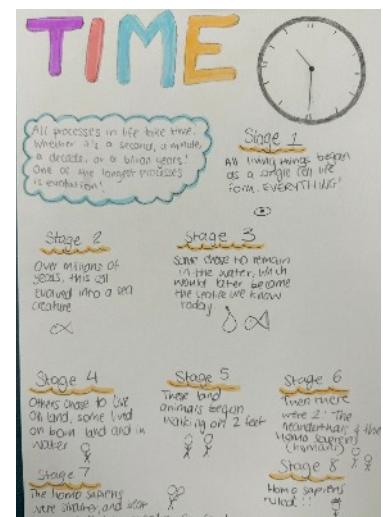 TIME
All processes in life take time.
Whether it's a second, a minute,
a decade, or a billion years!
One of the longest processes
is evolution!
Stage 1
All living things began
as a single cell life
form. EVERYTHING!
Stage 2
Over millions of
years, this cell
evolved into a sea
creature
Stage 3
Some chose to remain
in the water, which
would later become
the we know
today
Stage 4
Others chose to live
on land, some lived
on both land and in
water
Stage 5
These land
animals began
walking on 2 feet
Stage 6
Then there
were 2: The
neanderthals & the
Homo sapiens
(humans)
Stage 7
The homo sapiens
were smarter, and
Stage 8
Homo sapiens
ruled!!